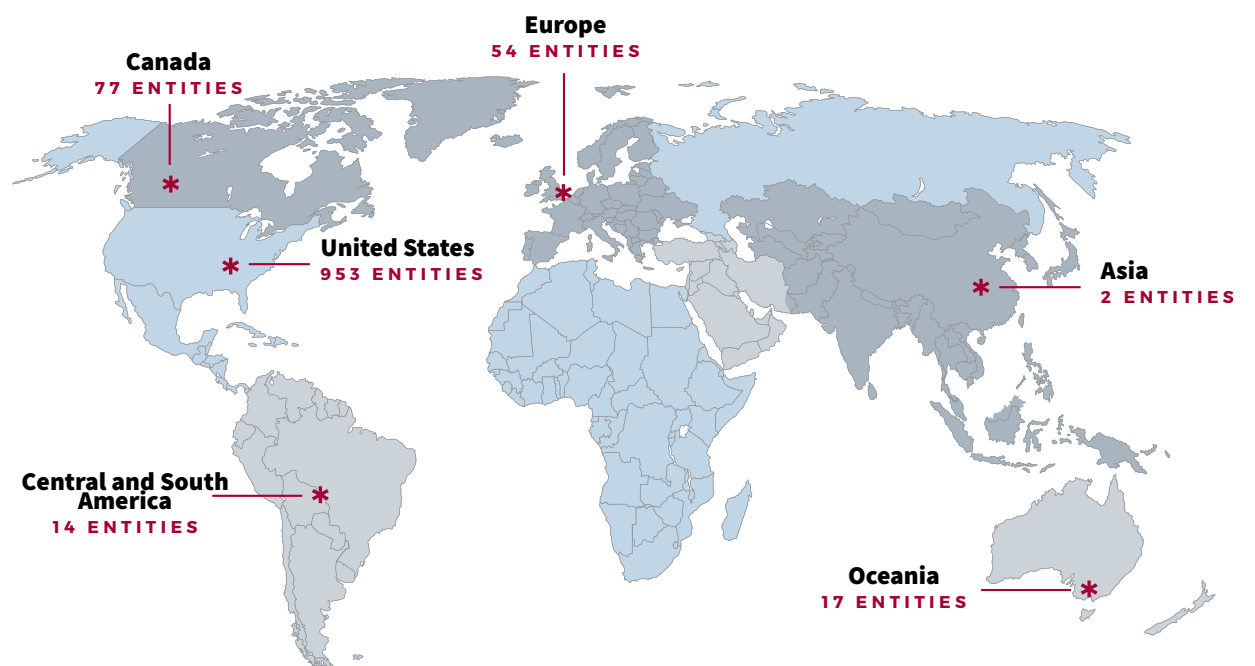 Europe
54 ENTITIES
Canada
77 ENTITIES
United States
953 ENTITIES
Asia
2 ENTITIES
Central and South
America
14 ENTITIES
Oceania
17 ENTITIES